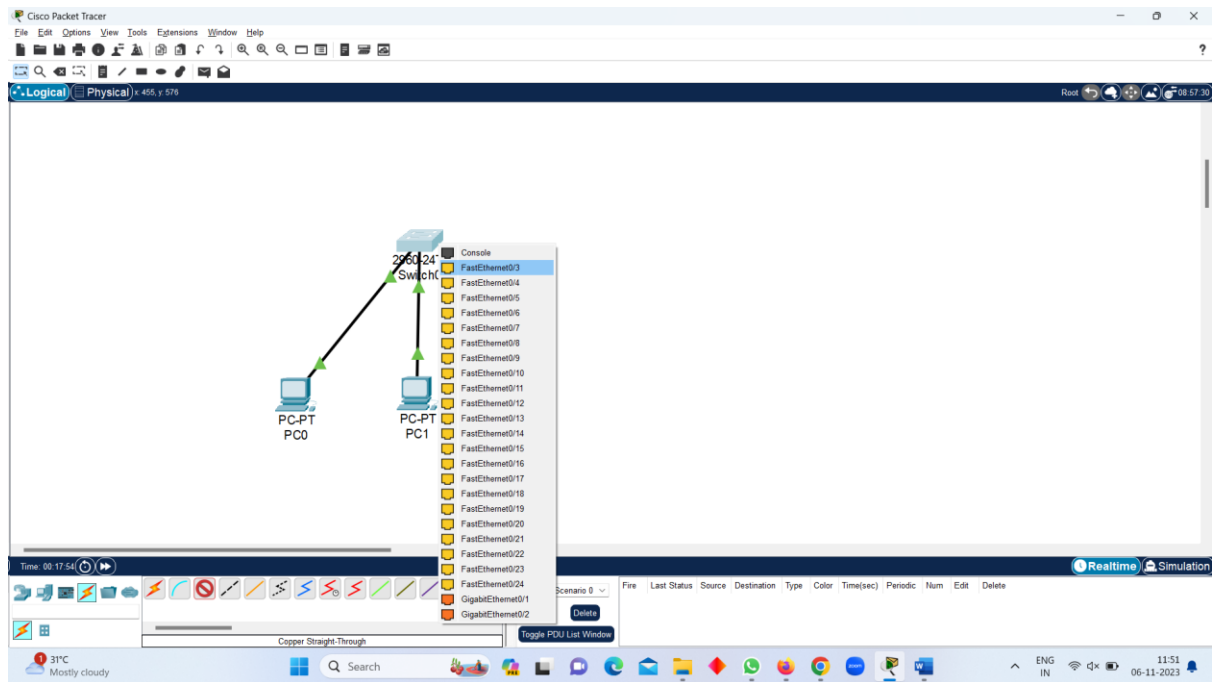 Cisco Packet Tracer
File Edit Options View Tools Extensions Window Help
?
Logical Physical x: 455, y: 576 Root 08:57:30
2960-24
Switch0
PC-PT
PC0
PC-PT
PC1
Console
FastEthernet0/3
FastEthernet0/4
FastEthernet0/5
FastEthernet0/6
FastEthernet0/7
FastEthernet0/8
FastEthernet0/9
FastEthernet0/10
FastEthernet0/11
FastEthernet0/12
FastEthernet0/13
FastEthernet0/14
FastEthernet0/15
FastEthernet0/16
FastEthernet0/17
FastEthernet0/18
FastEthernet0/19
FastEthernet0/20
FastEthernet0/21
FastEthernet0/22
FastEthernet0/23
FastEthernet0/24
GigabitEthernet0/1
GigabitEthernet0/2
Time: 00:17:54 Realtime Simulation
Scenario 0 Fire Last Status Source Destination Type Color Time(sec) Periodic Num Edit Delete
Delete
Toggle PDU List Window
Copper Straight-Through
1 31°C
Mostly cloudy
Search
PRE
zoom
ENG
IN
11:51
06-11-2023